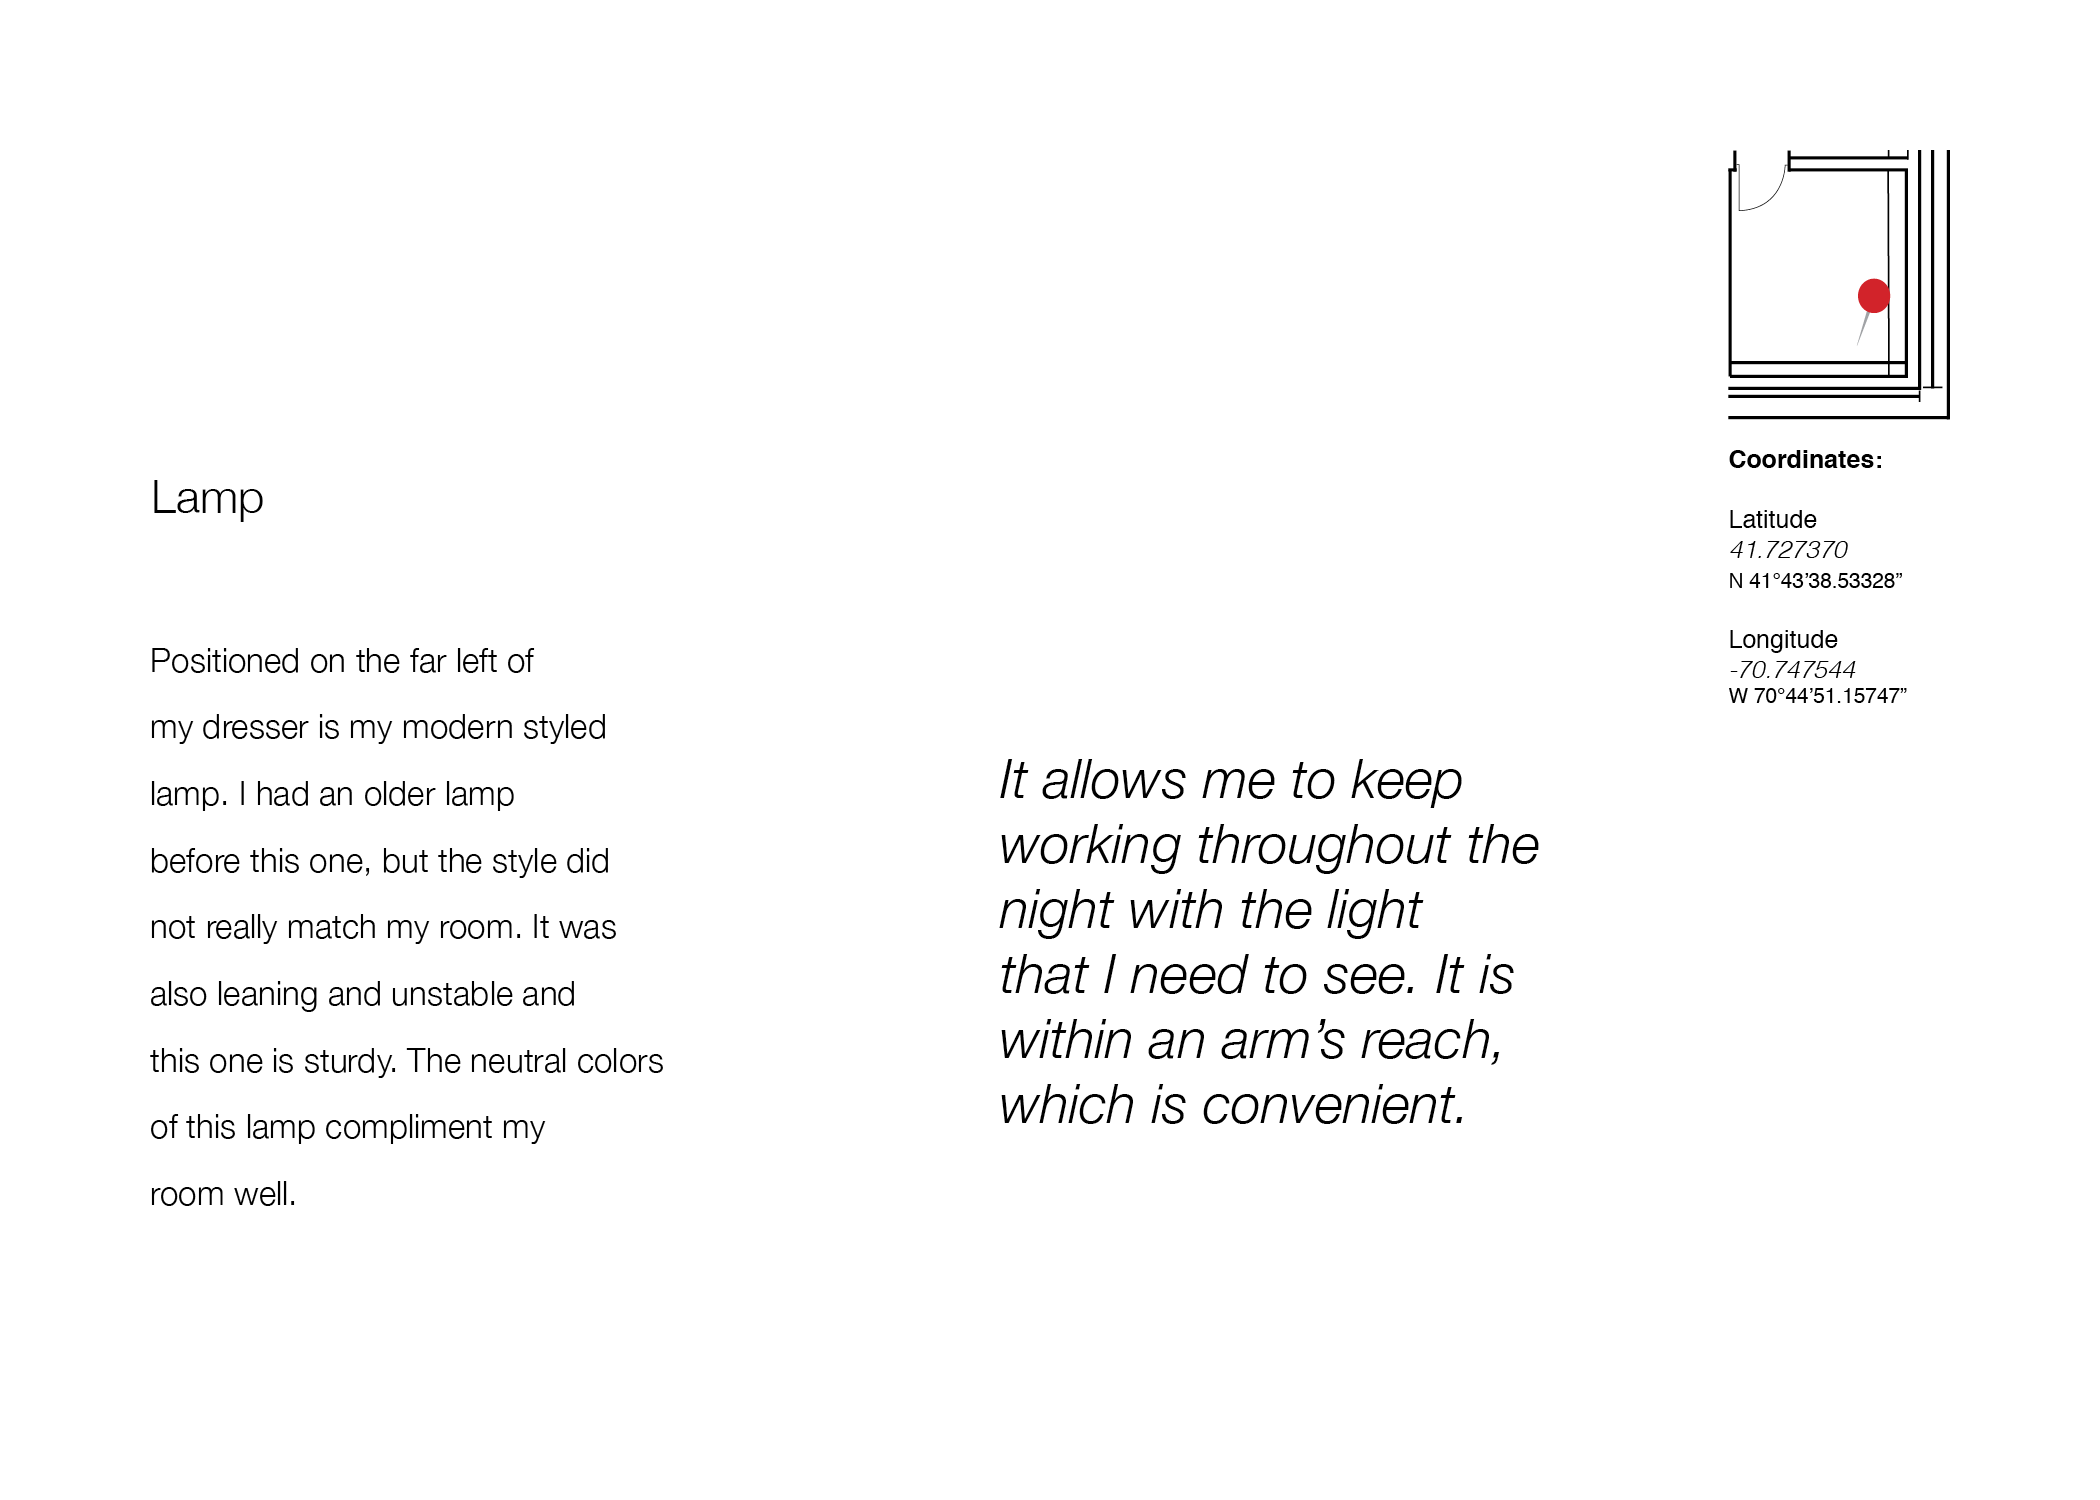 Lamp
Positioned on the far left of
my dresser is my modern styled
lamp. I had an older lamp
before this one, but the style did
not really match my room. It was
also leaning and unstable and
this one is sturdy. The neutral colors
of this lamp compliment my
room well.
It allows me to keep
working throughout the
night with the light
that I need to see. It is
within an arm’s reach,
which is convenient.
Coordinates:
Latitude
41.727370
N 41°43’38.53328”
Longitude
-70.747544
W 70°44’51.15747”